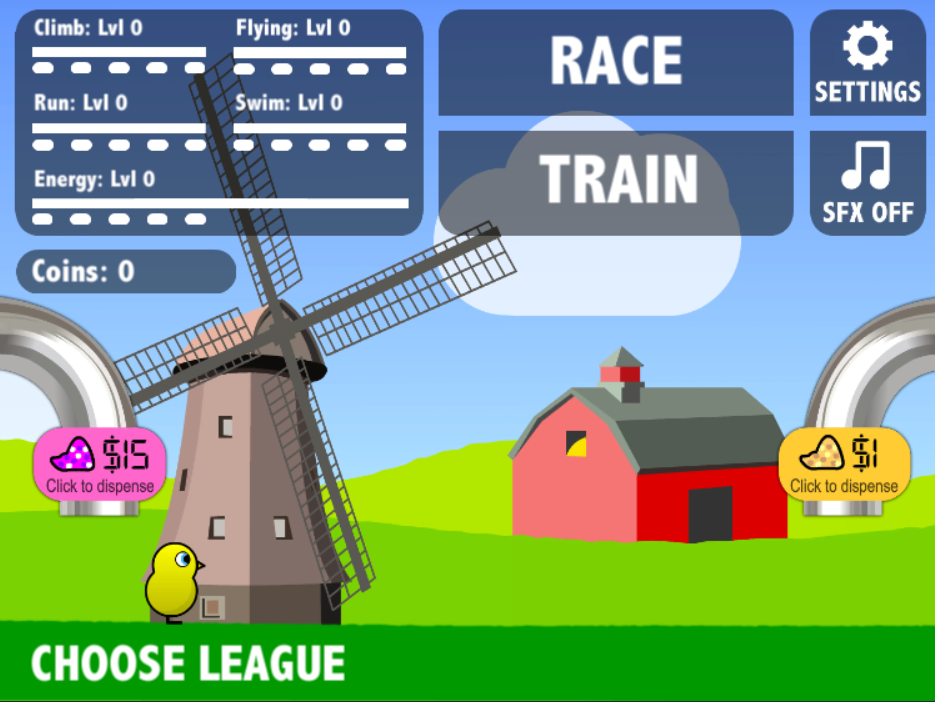 Climb: Lvl 0
Flying: Lvl 0
Run: Lvl 0
Swim: Lvl 0
Energy: Lvl 0
Coins: 0
RACE
TRAIN
SETTINGS
SFX OFF
$15
Click to dispense
$1
Click to dispense
CHOOSE LEAGUE